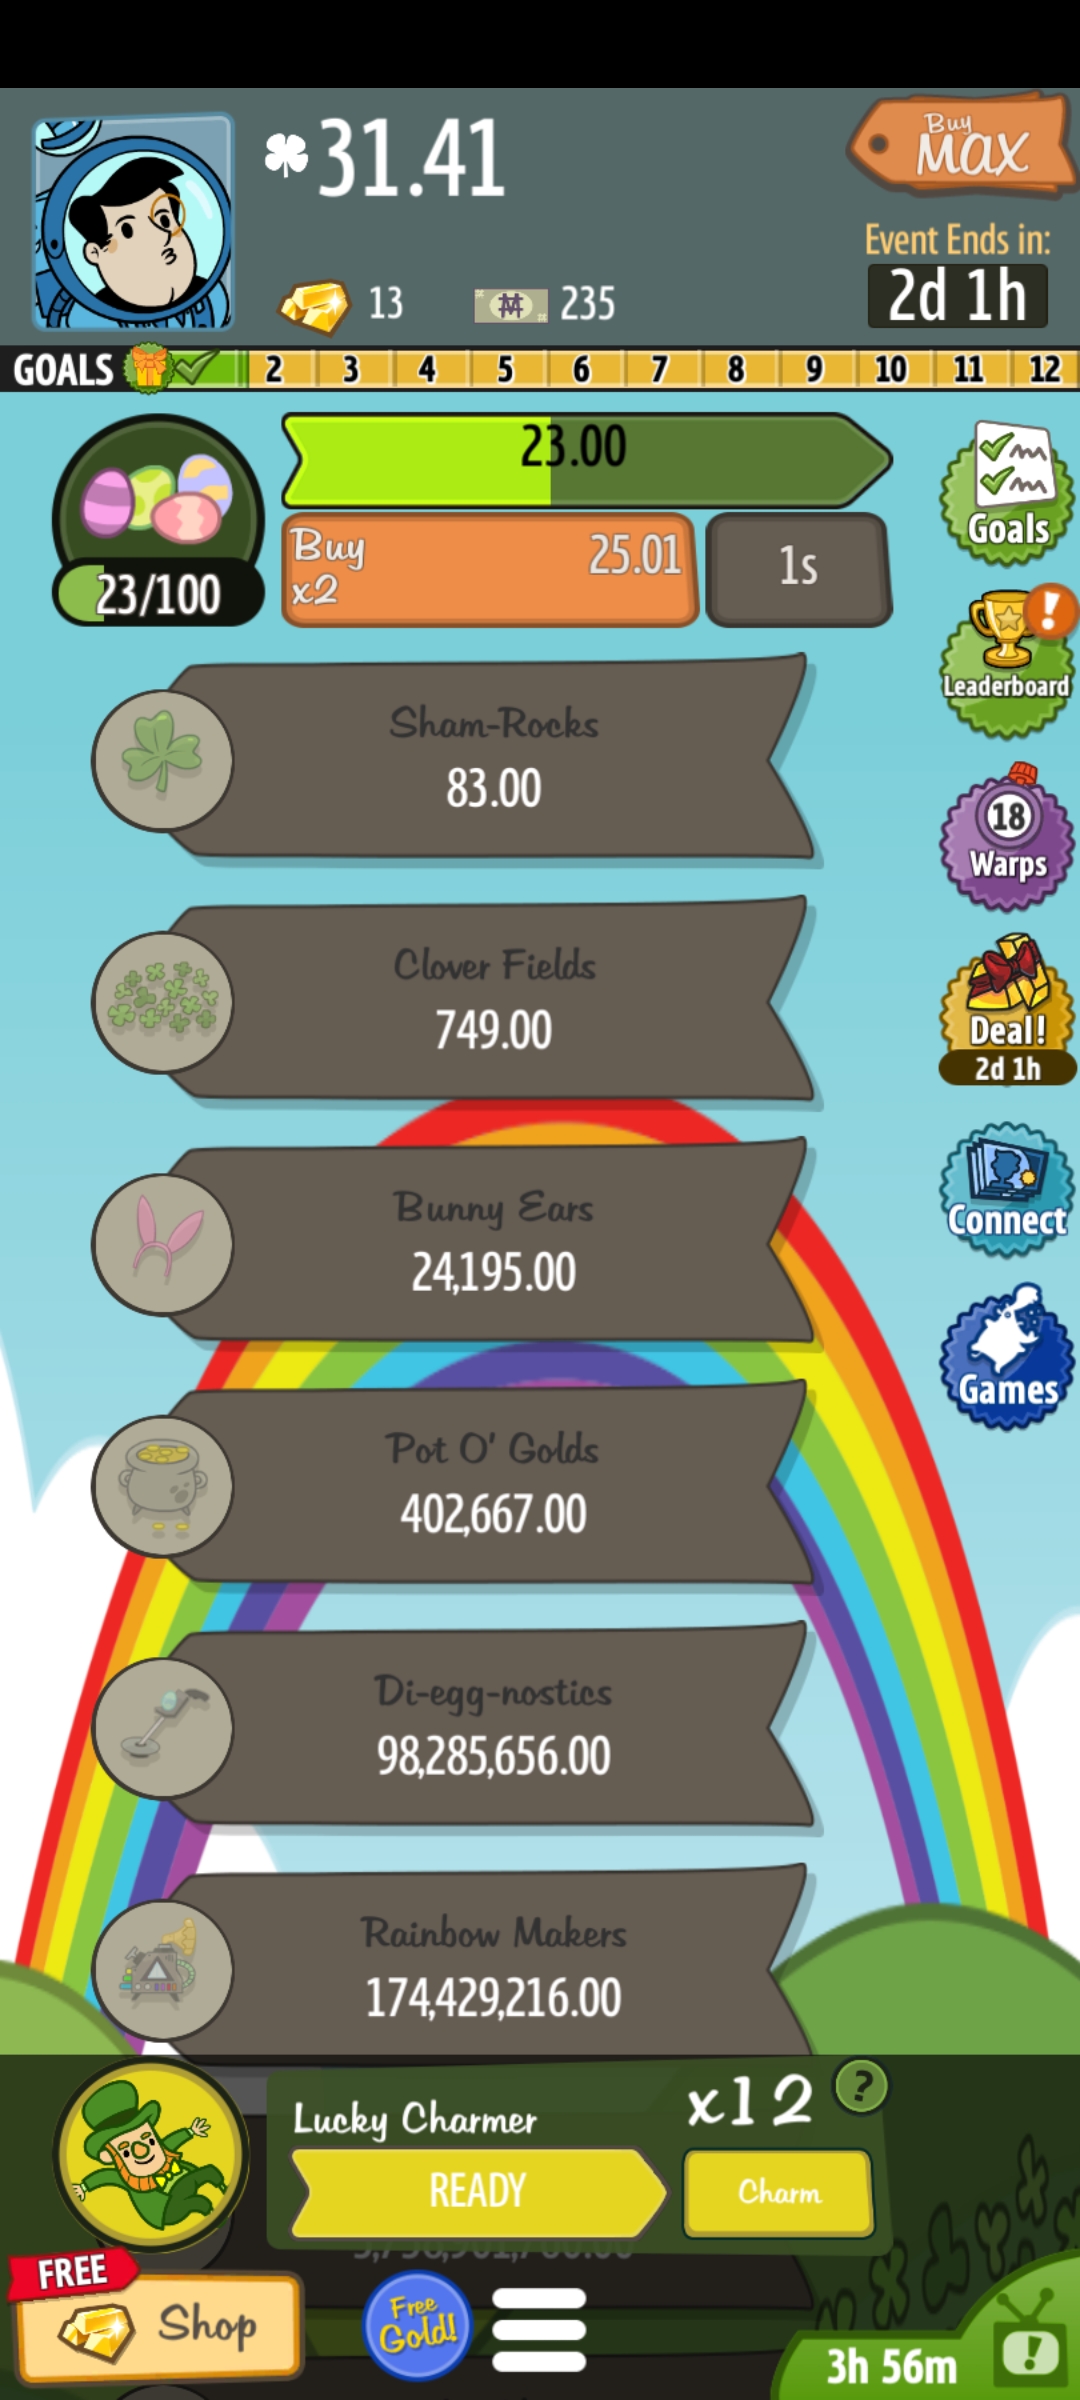 31.41
Buy
MAX
13
235
Event Ends in:
2d 1h
GOALS 2 3 4 5 6 7 8 9 10 11 12
23.00
Goals
23/100
Buy
x2
25.01
1s
Leaderboard
Sham-Rocks
83.00
18
Warps
Clover Fields
749.00
Deal!
2d 1h
Bunny Ears
24,195.00
Connect
Games
Pot O' Golds
402,667.00
Di-egg-nostics
98,285,656.00
Rainbow Makers
174,429,216.00
Lucky Charmer
x12
?
READY
Charm
FREE
Shop
Free
Gold!
3h 56m